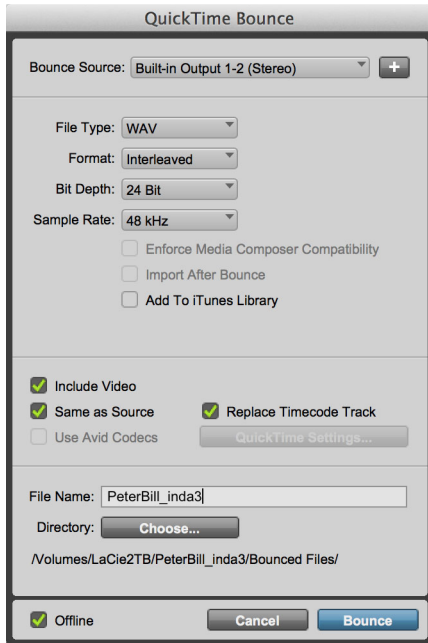 QuickTime Bounce
Bounce Source: Built-in Output 1-2 (Stereo) +
File Type: WAV
Format: Interleaved
Bit Depth: 24 Bit
Sample Rate: 48 kHz
Enforce Media Composer Compatibility
Import After Bounce
Add To iTunes Library
Include Video
Same as Source Replace Timecode Track
Use Avid Codecs QuickTime Settings...
File Name: PeterBill_inda3
Directory: Choose...
/Volumes/LaCie2TB/PeterBill_inda3/Bounced Files/
Offline Cancel Bounce